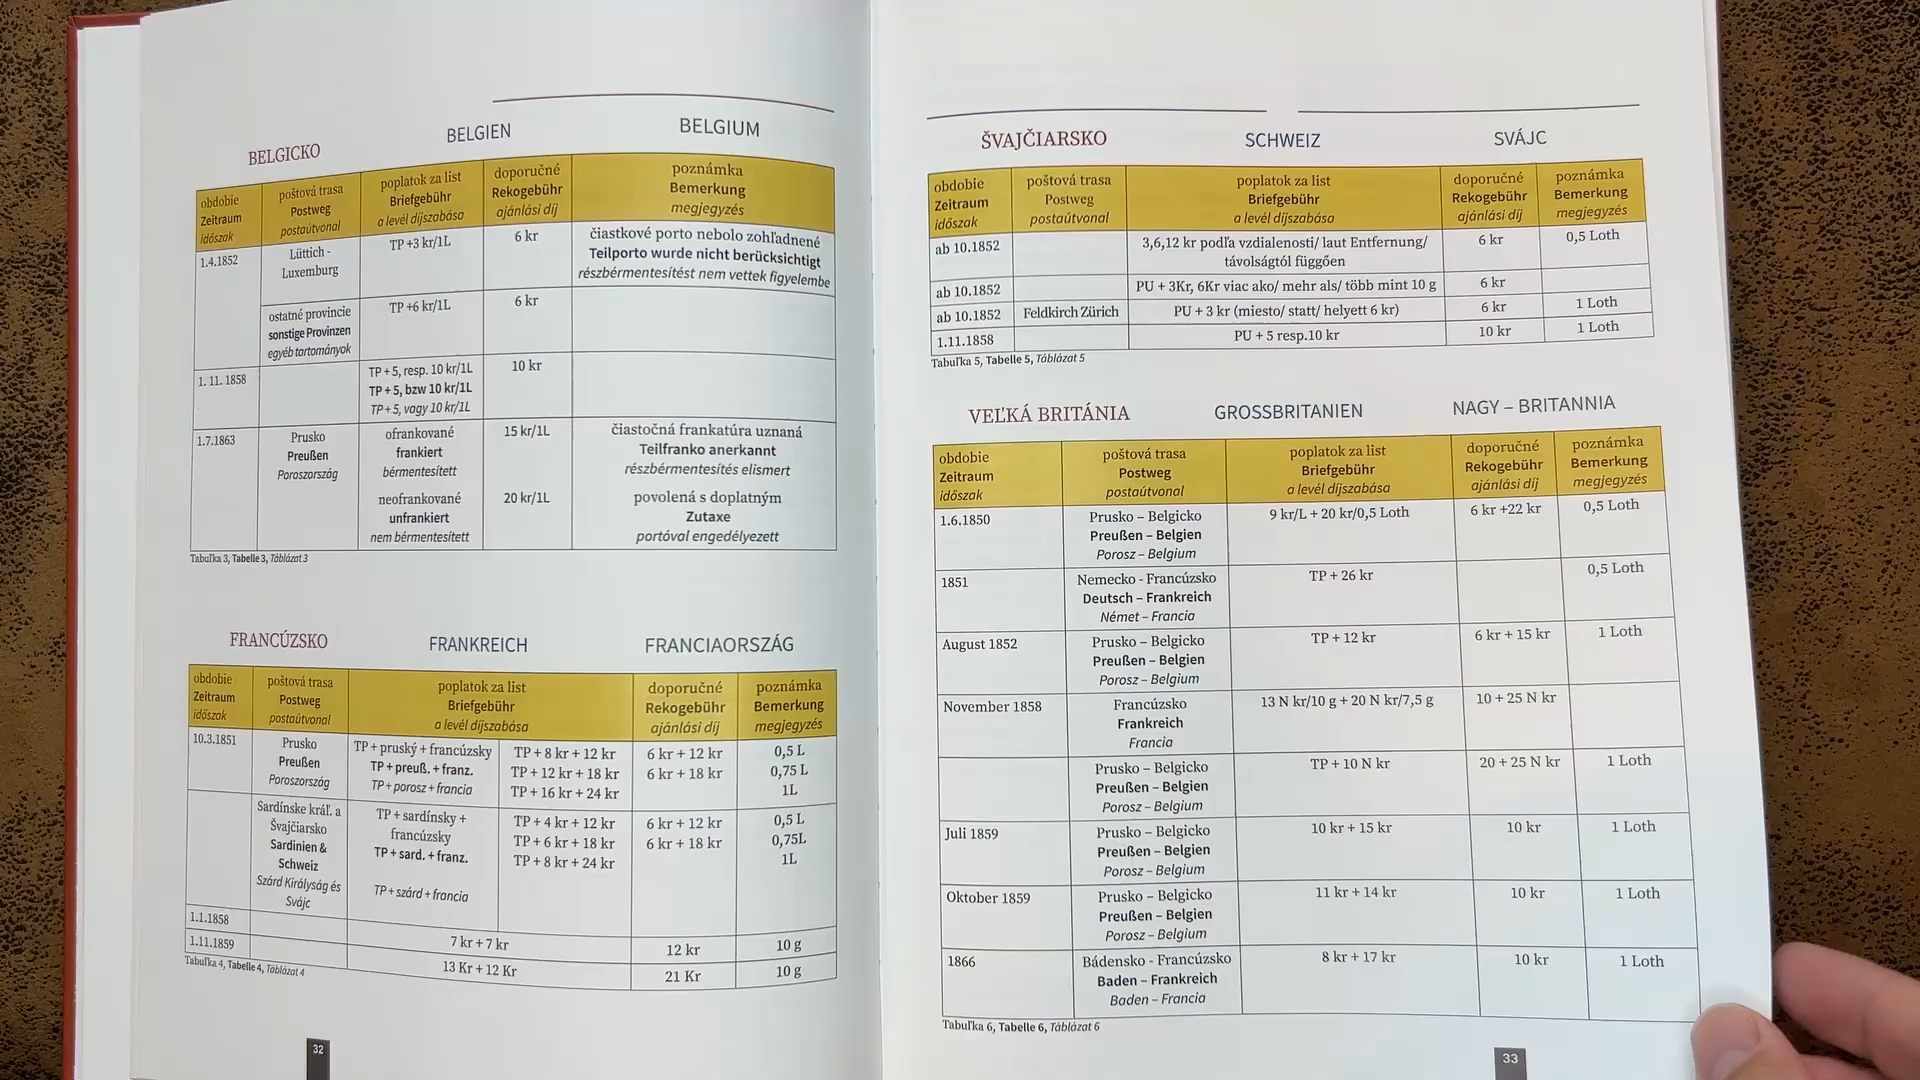 BELGICKO BELGIEN BELGIUM
obdobie
Zeitraum
időszak
poštová trasa
Postweg
postaútvonal
poplatok za list
Briefgebühr
a levél díjszabása
doporučné
Rekogebühr
ajánlási díj
poznámka
Bemerkung
megjegyzés
1.4.1852
Lüttich -
Luxemburg
TP +3 kr/1L
6 kr
čiastkové porto nebolo zohľadnené
Teilporto wurde nicht berücksichtigt
részbérmentesítést nem vettek figyelembe
ostatné provincie
sonstige Provinzen
egyéb tartományok
TP +6 kr/1L
6 kr
1. 11. 1858
TP + 5, resp. 10 kr/1L
TP + 5, bzw 10 kr/1L
TP + 5, vagy 10 kr/1L
10 kr
1.7.1863
Prusko
Preußen
Poroszország
ofrankované
frankiert
bérmentesített
15 kr/1L
čiastočná frankatúra uznaná
Teilfranko anerkannt
részbérmentesítés elismert
neofrankované
unfrankiert
nem bérmentesített
20 kr/1L
povolená s doplatným
Zutaxe
portóval engedélyezett
Tabuľka 3, Tabelle 3, Táblázat 3
FRANCÚZSKO FRANKREICH FRANCIAORSZÁG
obdobie
Zeitraum
időszak
poštová trasa
Postweg
postaútvonal
poplatok za list
Briefgebühr
a levél díjszabása
doporučné
Rekogebühr
ajánlási díj
poznámka
Bemerkung
megjegyzés
10.3.1851
Prusko
Preußen
Poroszország
TP + pruský + francúzsky
TP + preuß. + franz.
TP + porosz + francia
TP + 8 kr + 12 kr
TP + 12 kr + 18 kr
TP + 16 kr + 24 kr
6 kr + 12 kr
6 kr + 18 kr
0,5 L
0,75 L
1L
Sardínske kráľ. a
Švajčiarsko
Sardinien &
Schweiz
Szárd Királyság és
Svájc
TP + sardínsky +
francúzsky
TP + sard. + franz.
TP + szárd + francia
TP + 4 kr + 12 kr
TP + 6 kr + 18 kr
TP + 8 kr + 24 kr
6 kr + 12 kr
6 kr + 18 kr
0,5 L
0,75L
1L
1.1.1858
7 kr + 7 kr
12 kr
10 g
1.11.1859
13 Kr + 12 Kr
21 Kr
10 g
Tabuľka 4, Tabelle 4, Táblázat 4
32
ŠVAJČIARSKO SCHWEIZ SVÁJC
obdobie
Zeitraum
időszak
poštová trasa
Postweg
postaútvonal
poplatok za list
Briefgebühr
a levél díjszabása
doporučné
Rekogebühr
ajánlási díj
poznámka
Bemerkung
megjegyzés
ab 10.1852
3,6,12 kr podľa vzdialenosti/ laut Entfernung/
távolságtól függően
6 kr
0,5 Loth
ab 10.1852
PU + 3Kr, 6Kr viac ako/ mehr als/ több mint 10 g
6 kr
ab 10.1852
Feldkirch Zürich
PU + 3 kr (miesto/ statt/ helyett 6 kr)
6 kr
1 Loth
1.11.1858
PU + 5 resp.10 kr
10 kr
1 Loth
Tabuľka 5, Tabelle 5, Táblázat 5
VEĽKÁ BRITÁNIA GROSSBRITANIEN NAGY – BRITANNIA
obdobie
Zeitraum
időszak
poštová trasa
Postweg
postaútvonal
poplatok za list
Briefgebühr
a levél díjszabása
doporučné
Rekogebühr
ajánlási díj
poznámka
Bemerkung
megjegyzés
1.6.1850
Prusko – Belgicko
Preußen – Belgien
Porosz – Belgium
9 kr/L + 20 kr/0,5 Loth
6 kr +22 kr
0,5 Loth
1851
Nemecko - Francúzsko
Deutsch – Frankreich
Német – Francia
TP + 26 kr
0,5 Loth
August 1852
Prusko – Belgicko
Preußen – Belgien
Porosz – Belgium
TP + 12 kr
6 kr + 15 kr
1 Loth
November 1858
Francúzsko
Frankreich
Francia
13 N kr/10 g + 20 N kr/7,5 g
10 + 25 N kr
Prusko – Belgicko
Preußen – Belgien
Porosz – Belgium
TP + 10 N kr
20 + 25 N kr
1 Loth
Juli 1859
Prusko – Belgicko
Preußen – Belgien
Porosz – Belgium
10 kr + 15 kr
10 kr
1 Loth
Oktober 1859
Prusko – Belgicko
Preußen – Belgien
Porosz – Belgium
11 kr + 14 kr
10 kr
1 Loth
1866
Bádensko - Francúzsko
Baden – Frankreich
Baden – Francia
8 kr + 17 kr
10 kr
1 Loth
Tabuľka 6, Tabelle 6, Táblázat 6
33